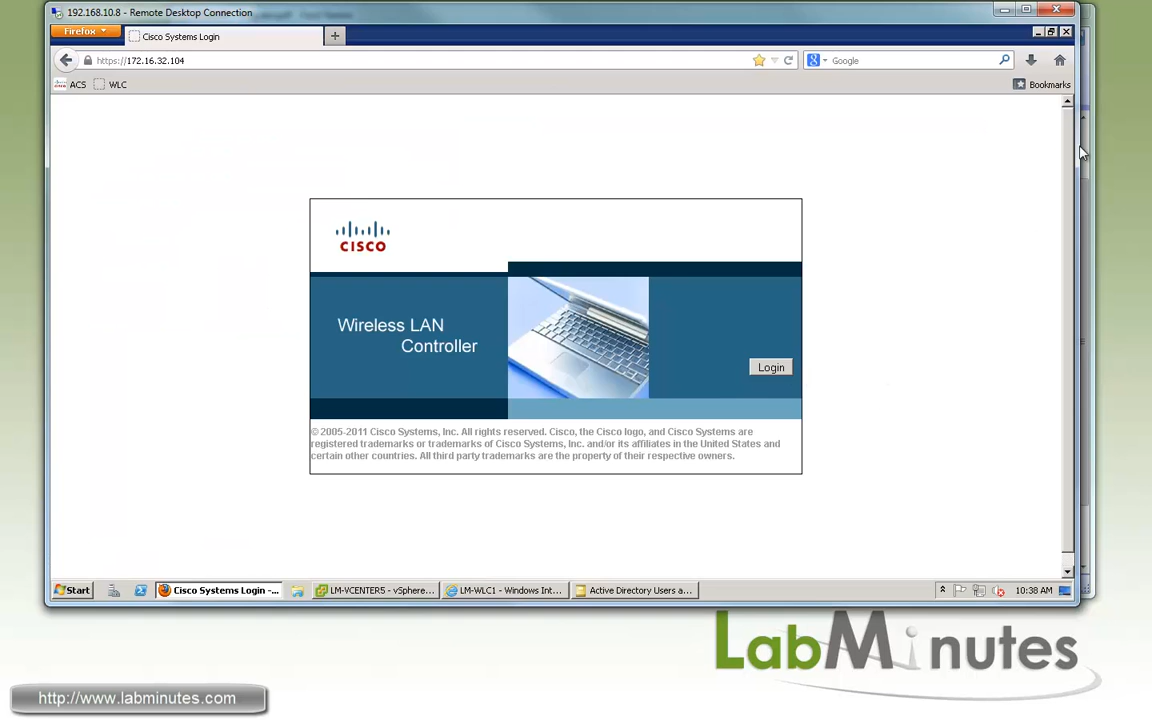 192.168.10.8 - Remote Desktop Connection
Firefox
Cisco Systems Login
https://172.16.32.104
Google
ACS
WLC
Bookmarks
CISCO
Wireless LAN
Controller
Login
© 2005-2011 Cisco Systems, Inc. All rights reserved. Cisco, the Cisco logo, and Cisco Systems are
registered trademarks or trademarks of Cisco Systems, Inc. and/or its affiliates in the United States and
certain other countries. All third party trademarks are the property of their respective owners.
Start
Cisco Systems Login -...
LM-VCENTER5 - vSphere...
LM-WLC1 - Windows Int...
Active Directory Users a...
10:38 AM
LabMinutes
http://www.labminutes.com